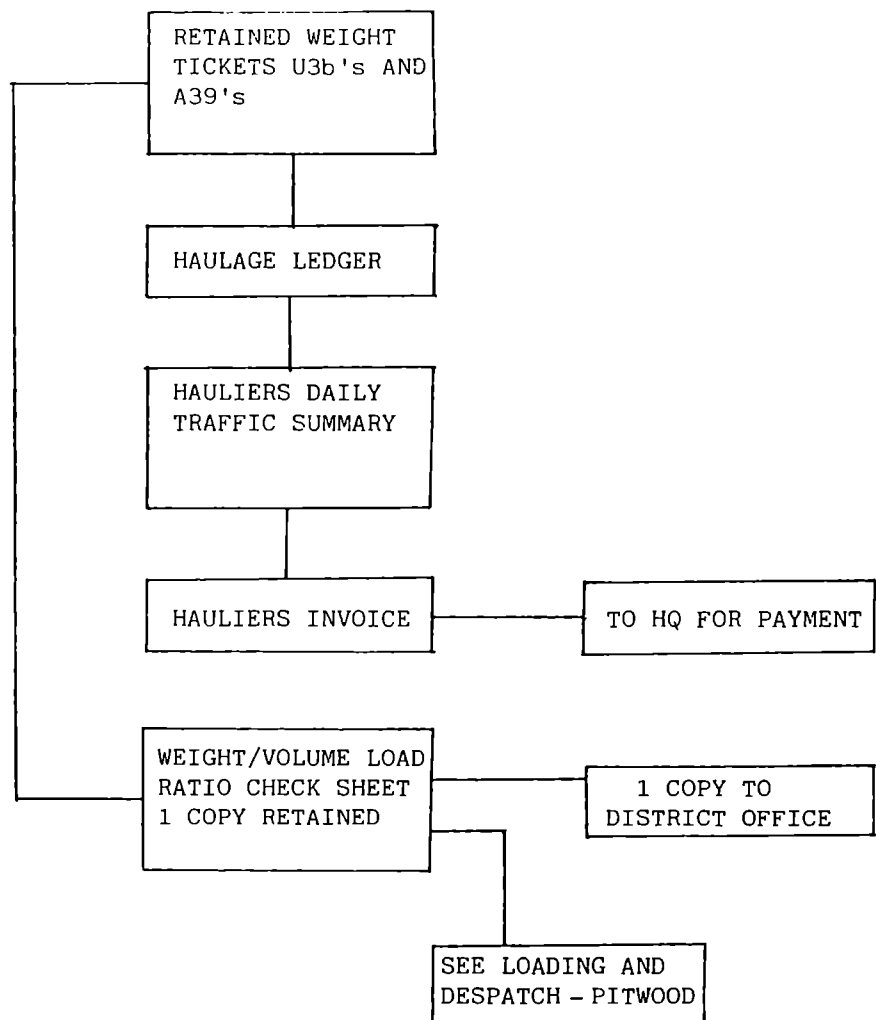 RETAINED WEIGHT
TICKETS U3b's AND
A39's
HAULAGE LEDGER
HAULIERS DAILY
TRAFFIC SUMMARY
HAULIERS INVOICE
TO HQ FOR PAYMENT
WEIGHT/VOLUME LOAD
RATIO CHECK SHEET
1 COPY RETAINED
1 COPY TO
DISTRICT OFFICE
SEE LOADING AND
DESPATCH - PITWOOD